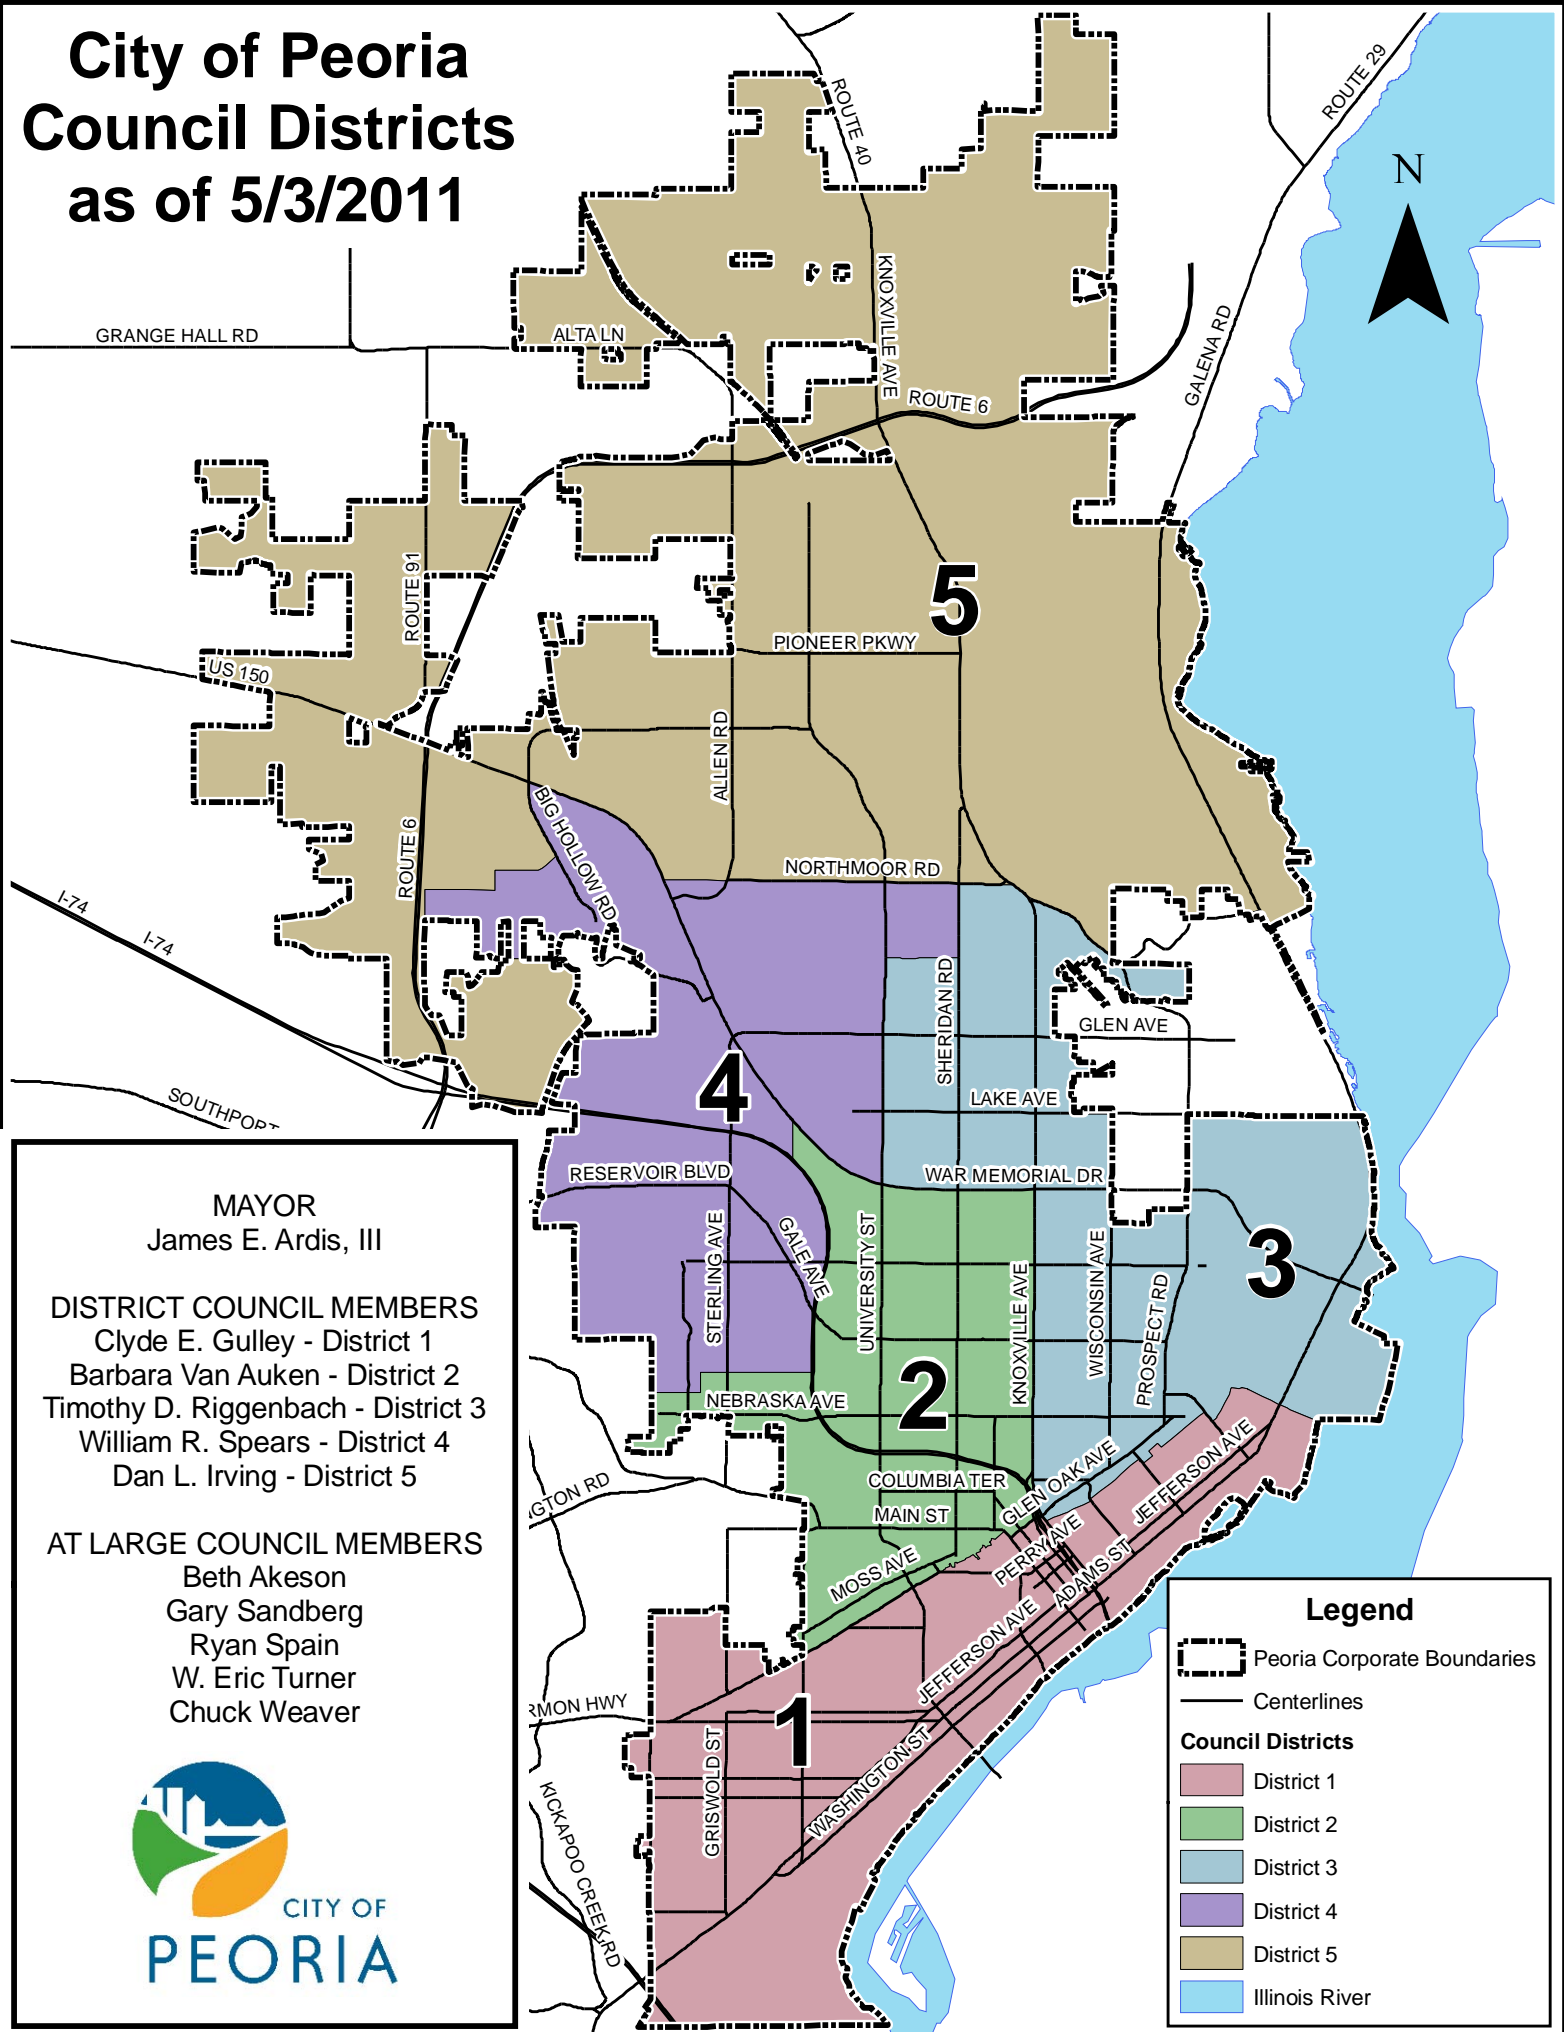 City of Peoria
Council Districts
as of 5/3/2011
ROUTE 29
ROUTE 40
N
KNOXVILLE AVE
GRANGE HALL RD
ALTA LN
GALENA RD
ROUTE 6
ROUTE 91
5
PIONEER PKWY
US 150
ALLEN RD
BIG HOLLOW RD
ROUTE 6
NORTHMOOR RD
I-74
I-74
SHERIDAN RD
GLEN AVE
4
LAKE AVE
SOUTHPORT
RESERVOIR BLVD
WAR MEMORIAL DR
STERLING AVE
GALE AVE
UNIVERSITY ST
KNOXVILLE AVE
WISCONSIN AVE
PROSPECT RD
3
2
NEBRASKA AVE
COLUMBIA TER
GLEN OAK AVE
JEFFERSON AVE
NGTON RD
MAIN ST
PERRY AVE
ADAMS ST
MOSS AVE
JEFFERSON AVE
RMON HWY
1
GRISWOLD ST
WASHINGTON ST
KICKAPOO CREEK RD
MAYOR
James E. Ardis, III
DISTRICT COUNCIL MEMBERS
Clyde E. Gulley - District 1
Barbara Van Auken - District 2
Timothy D. Riggenbach - District 3
William R. Spears - District 4
Dan L. Irving - District 5
AT LARGE COUNCIL MEMBERS
Beth Akeson
Gary Sandberg
Ryan Spain
W. Eric Turner
Chuck Weaver
CITY OF
PEORIA
Legend
Peoria Corporate Boundaries
Centerlines
Council Districts
District 1
District 2
District 3
District 4
District 5
Illinois River